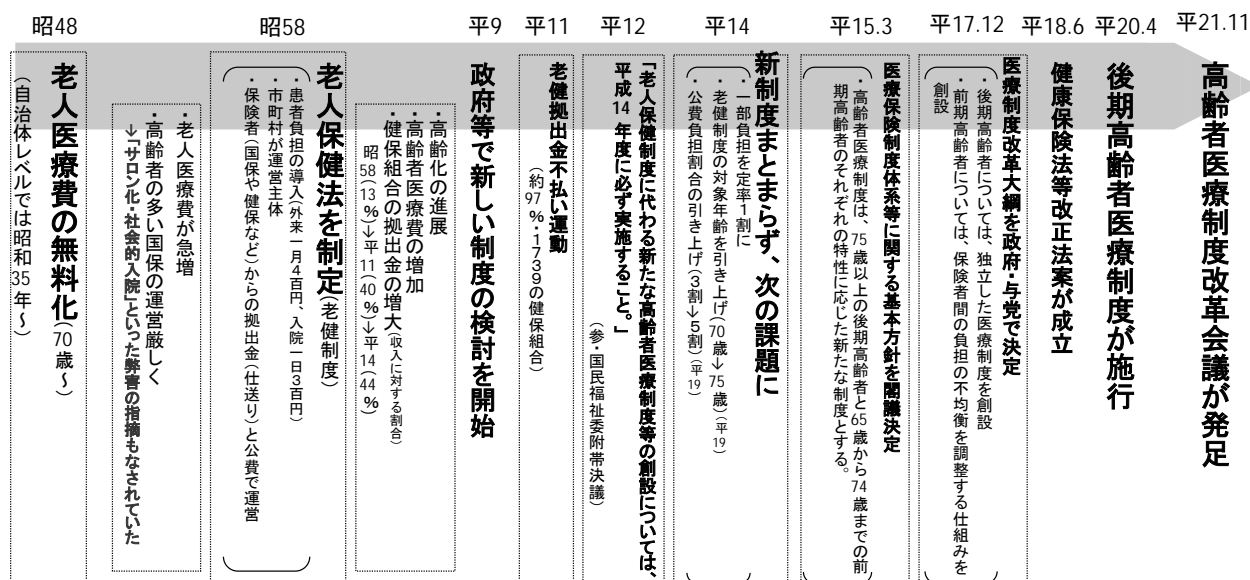 昭48
昭58
平9
平11
平12
平14
平15.3
平17.12
平18.6
平20.4
平21.11
老人医療費の無料化(70歳～)
(自治体レベルでは昭和35年～)
・老人医療費が急増
・高齢者の多い国保の運営厳しく
→「サロン化・社会的入院」といった弊害の指摘もなされていた
老人保健法を制定(老健制度)
・患者負担の導入(外来一月4百円、入院一日3百円)
・市町村が運営主体
・保険者(国保や健保など)からの拠出金(仕送り)と公費で運営
・高齢化の進展
・高齢者医療費の増加
・健保組合の拠出金の増大(収入に対する割合)
昭58(13%)→平11(40%)→平14(44%)
政府等で新しい制度の検討を開始
老健拠出金不払い運動
(約97%・1739の健保組合)
「老人保健制度に代わる新たな高齢者医療制度等の創設については、
平成14年度に必ず実施すること。」
(参・国民福祉委附帯決議)
新制度まとまらず、次の課題に
・一部負担を定率1割に
・老健制度の対象年齢を引き上げ(70歳→75歳)(平19)
・公費負担割合の引き上げ(3割→5割)(平19)
医療保険制度体系等に関する基本方針を閣議決定
・高齢者医療制度は、75歳以上の後期高齢者と65歳から74歳までの前
期高齢者のそれぞれの特性に応じた新たな制度とする。
医療制度改革大綱を政府・与党で決定
・後期高齢者については、独立した医療制度を創設
・前期高齢者については、保険者間の負担の不均衡を調整する仕組みを
創設
健康保険法等改正法案が成立
後期高齢者医療制度が施行
高齢者医療制度改革会議が発足